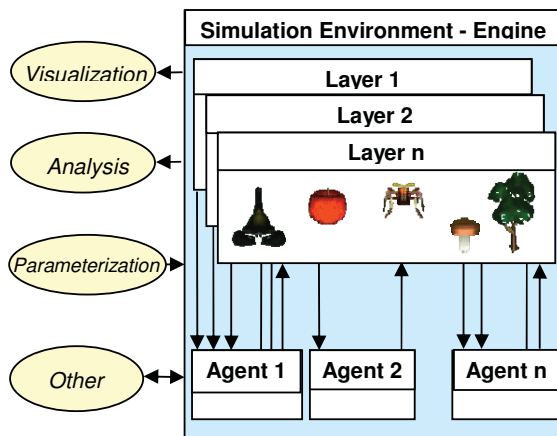 Simulation Environment - Engine
Visualization
Layer 1
Layer 2
Analysis
Layer n
Parameterization
Other
Agent 1
Agent 2
Agent n